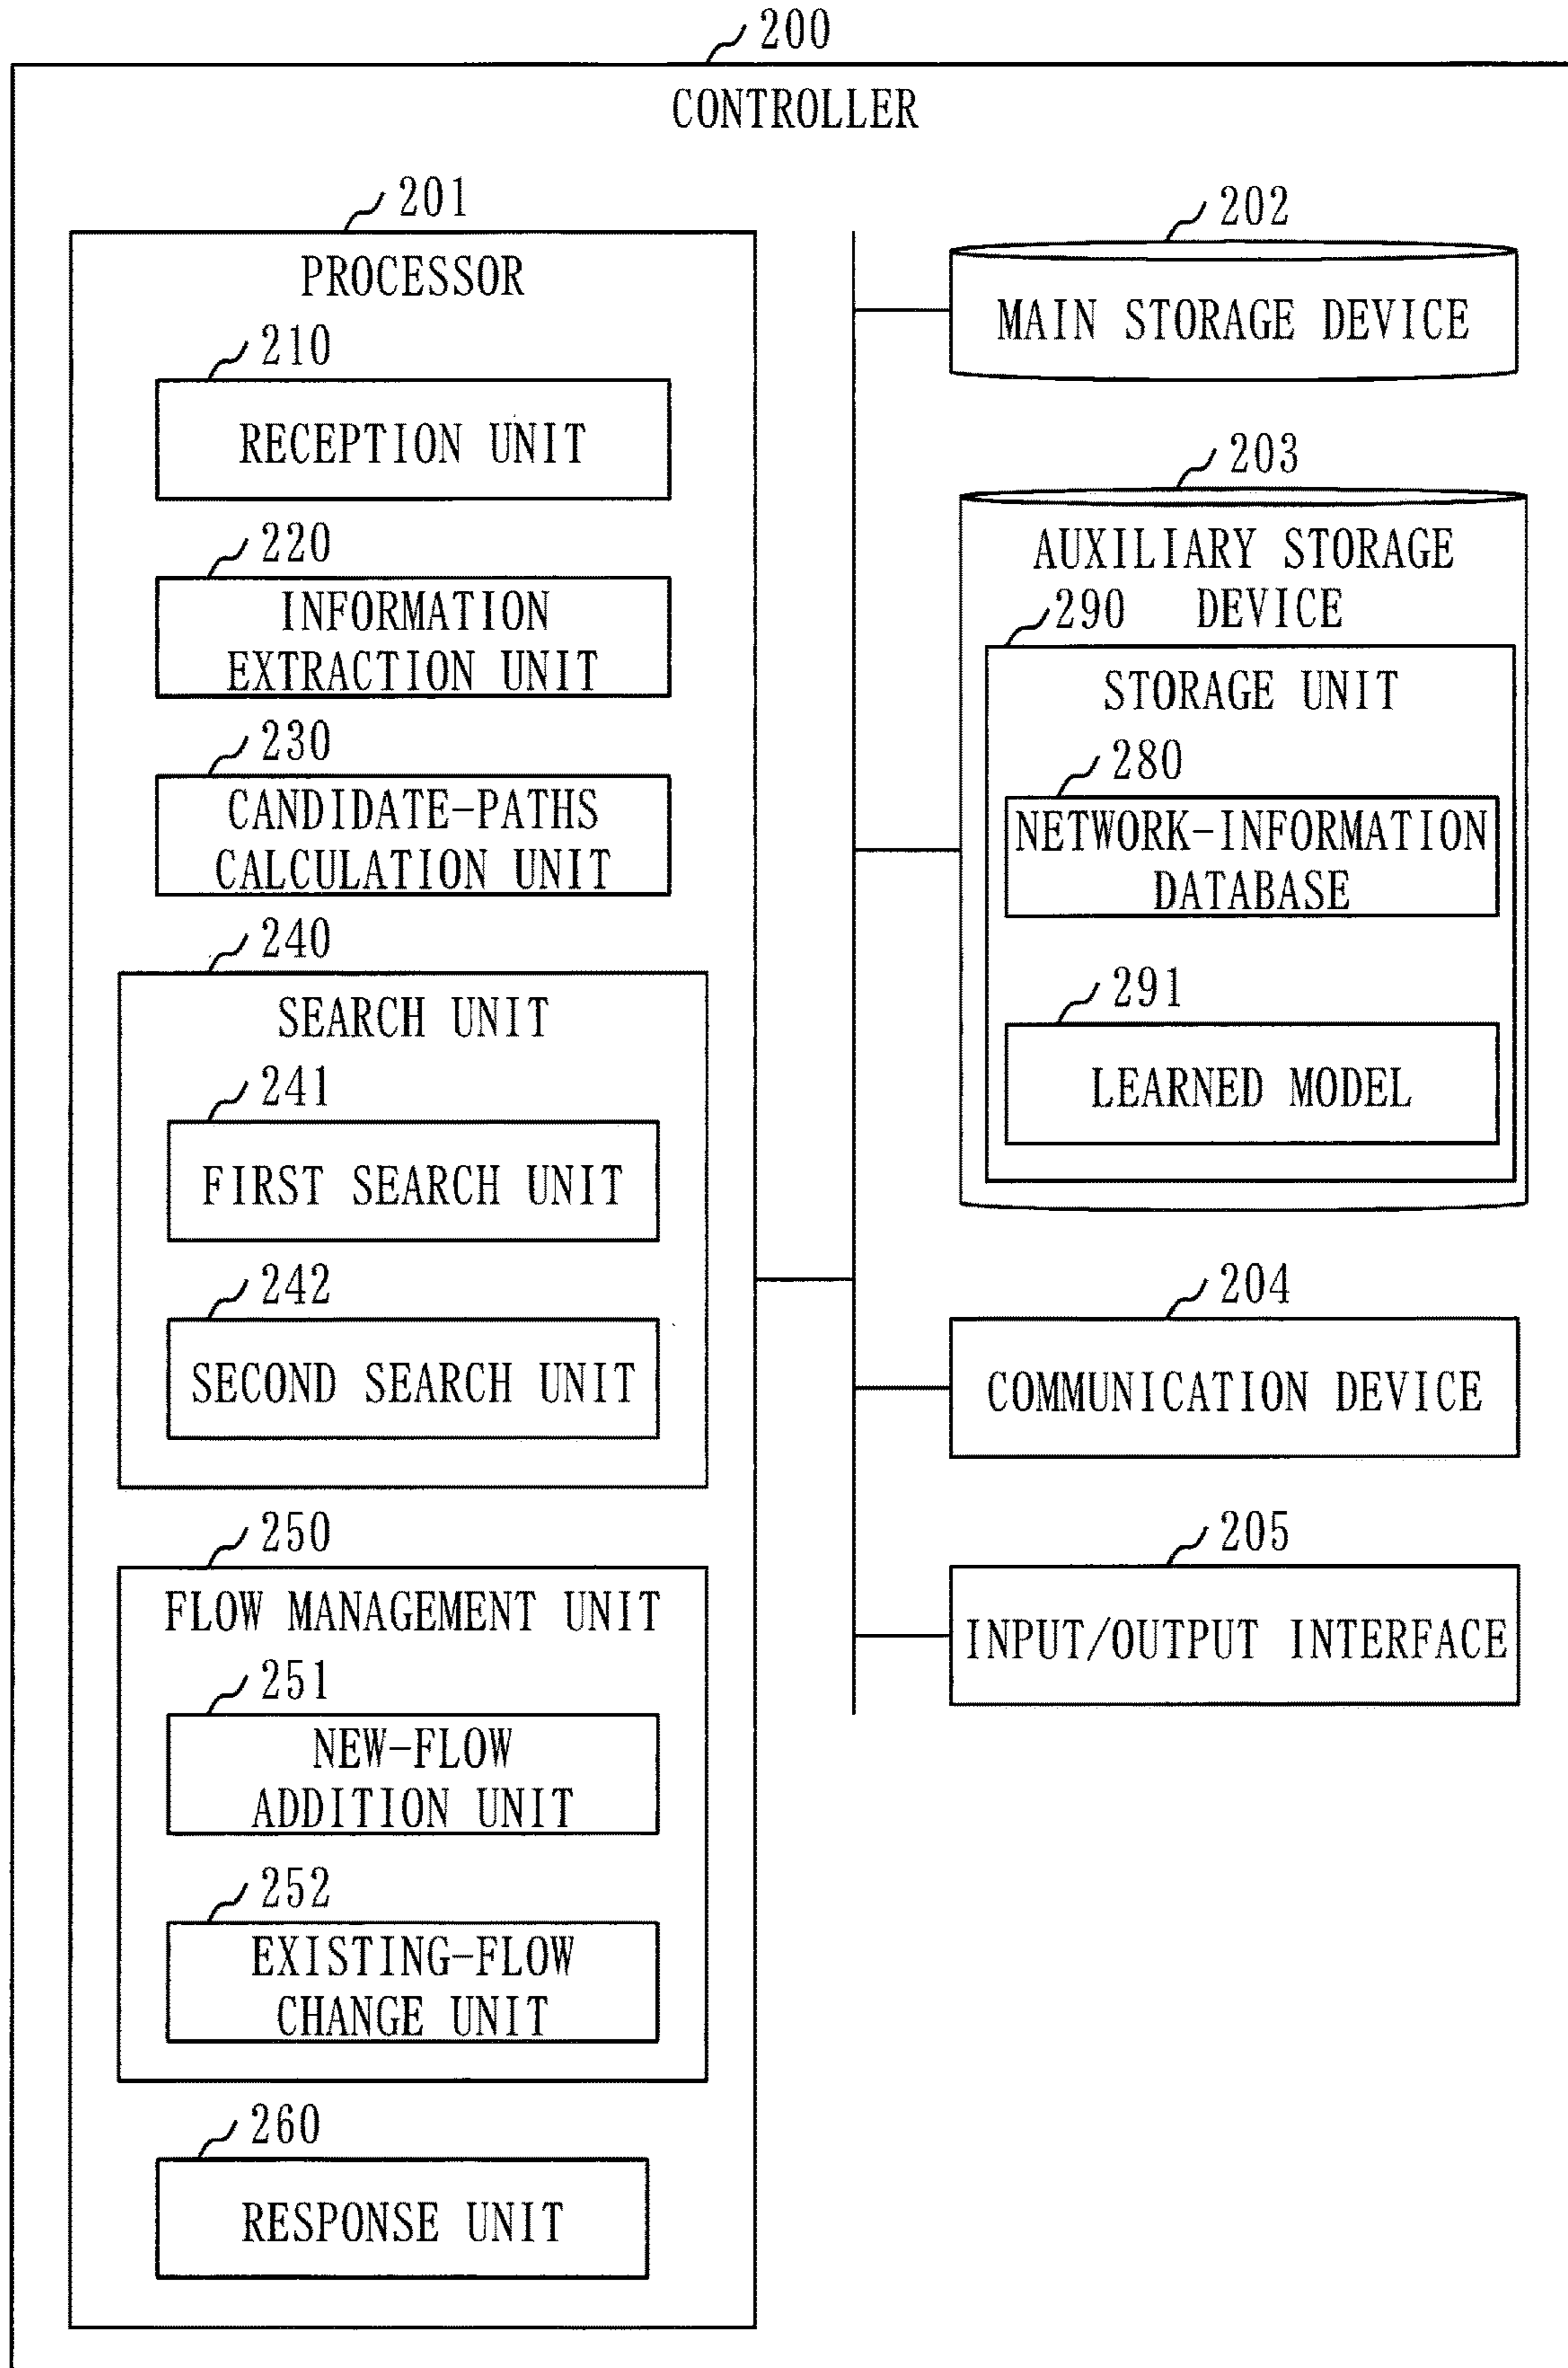 200
CONTROLLER
201
PROCESSOR
210
RECEPTION UNIT
220
INFORMATION
EXTRACTION UNIT
230
CANDIDATE-PATHS
CALCULATION UNIT
240
SEARCH UNIT
241
FIRST SEARCH UNIT
242
SECOND SEARCH UNIT
250
FLOW MANAGEMENT UNIT
251
NEW-FLOW
ADDITION UNIT
252
EXISTING-FLOW
CHANGE UNIT
260
RESPONSE UNIT
202
MAIN STORAGE DEVICE
203
AUXILIARY STORAGE
DEVICE
290
STORAGE UNIT
280
NETWORK-INFORMATION
DATABASE
291
LEARNED MODEL
204
COMMUNICATION DEVICE
205
INPUT/OUTPUT INTERFACE